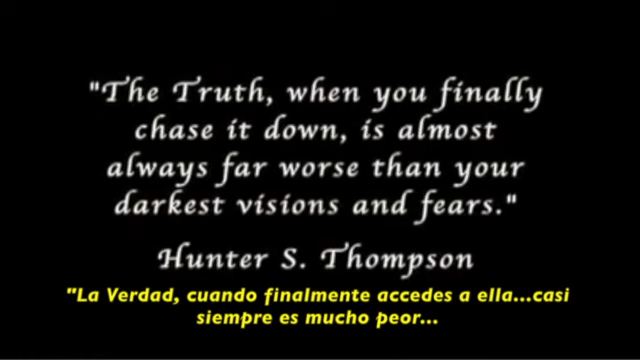 "The Truth, when you finally
chase it down, is almost
always far worse than your
darkest visions and fears."
Hunter S. Thompson
"La Verdad, cuando finalmente accedes a ella...casi
siempre es mucho peor...